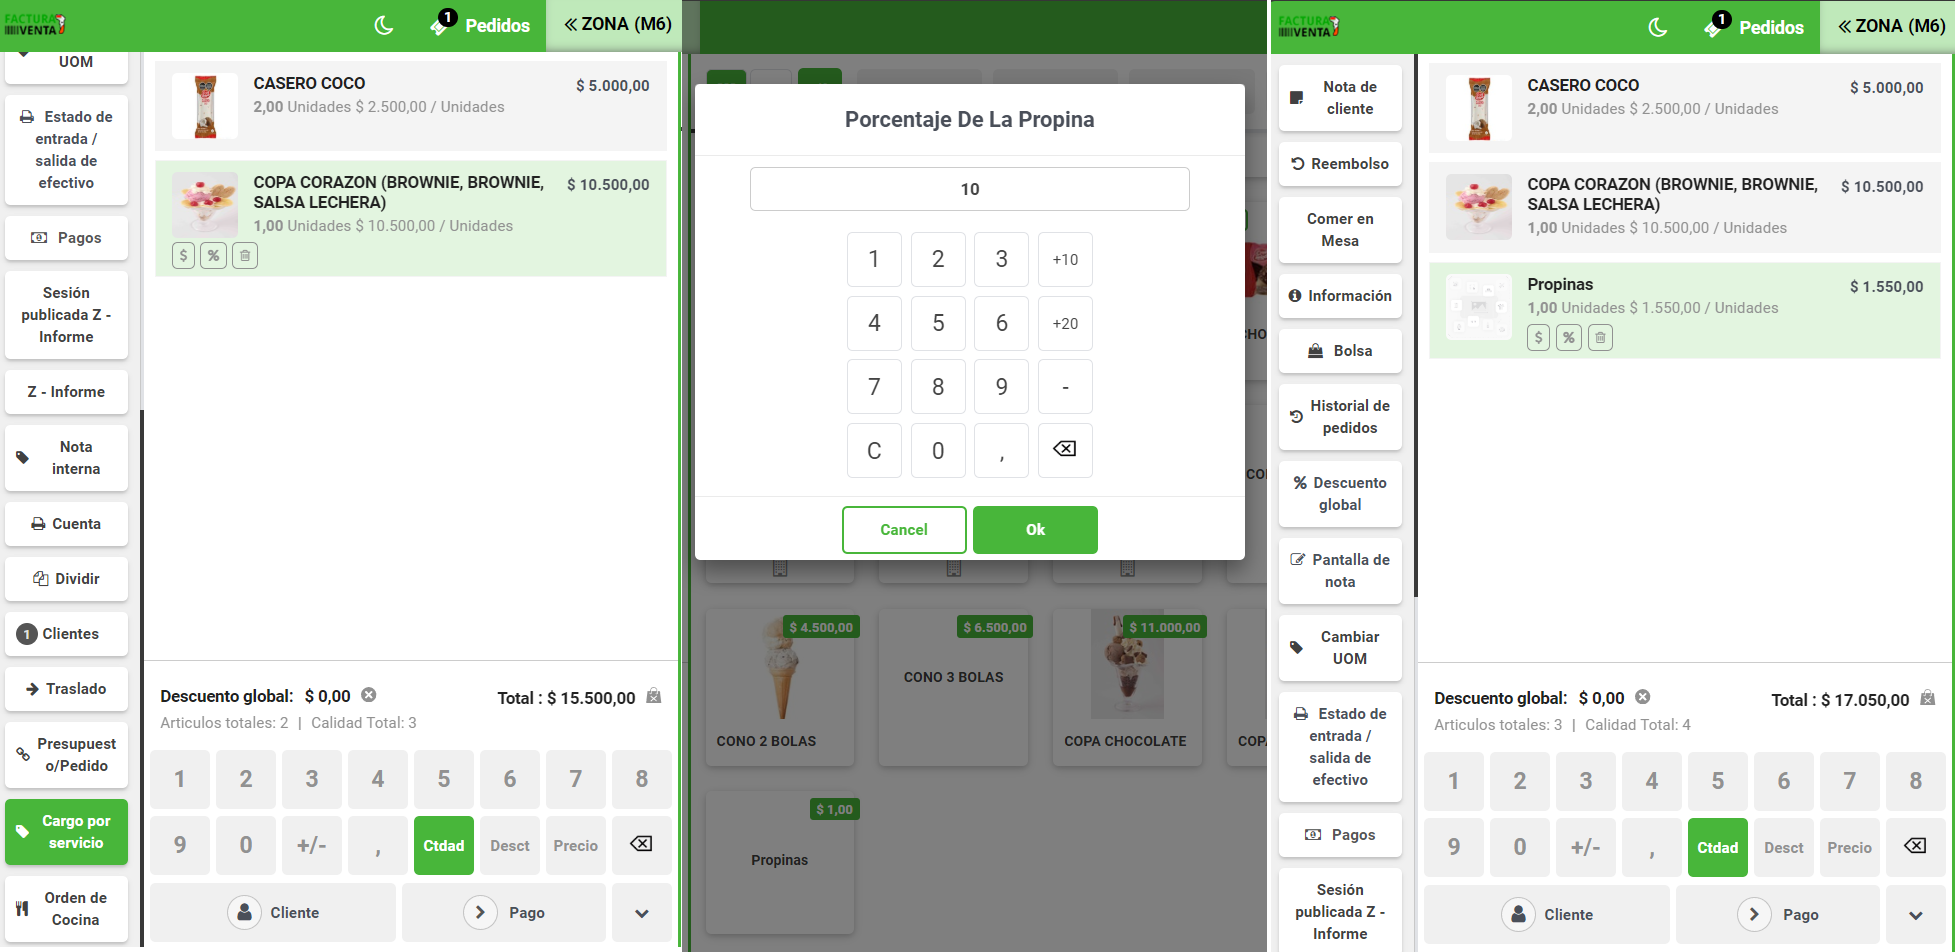 FACTURA
VENTA
1
Pedidos
ZONA (M6)
UOM
Estado de
entrada /
salida de
efectivo
Pagos
Sesión
publicada Z -
Informe
Z - Informe
Nota
interna
Cuenta
Dividir
1 Clientes
Traslado
Presupuest
o/Pedido
Cargo por
servicio
Orden de
Cocina
CASERO COCO
$ 5.000,00
2,00 Unidades $ 2.500,00 / Unidades
COPA CORAZON (BROWNIE, BROWNIE,
SALSA LECHERA)
$ 10.500,00
1,00 Unidades $ 10.500,00 / Unidades
$ %
Descuento global: $ 0,00
Total : $ 15.500,00
Articulos totales: 2 | Calidad Total: 3
1 2 3 4 5 6 7 8
9 0 +/- , Ctdad Desct Precio
Cliente
Pago
Porcentaje De La Propina
10
1 2 3 +10
4 5 6 +20
7 8 9 -
C 0 ,
Cancel
Ok
CHO
CO
$ 4.500,00
CONO 2 BOLAS
$ 6.500,00
CONO 3 BOLAS
$ 11.000,00
COPA CHOCOLATE
COPA
$ 1,00
Propinas
FACTURA
VENTA
1
Pedidos
ZONA (M6)
Nota de
cliente
Reembolso
Comer en
Mesa
Información
Bolsa
Historial de
pedidos
% Descuento
global
Pantalla de
nota
Cambiar
UOM
Estado de
entrada /
salida de
efectivo
Pagos
Sesión
publicada Z -
Informe
CASERO COCO
$ 5.000,00
2,00 Unidades $ 2.500,00 / Unidades
COPA CORAZON (BROWNIE, BROWNIE,
SALSA LECHERA)
$ 10.500,00
1,00 Unidades $ 10.500,00 / Unidades
Propinas
$ 1.550,00
1,00 Unidades $ 1.550,00 / Unidades
$ %
Descuento global: $ 0,00
Total : $ 17.050,00
Articulos totales: 3 | Calidad Total: 4
1 2 3 4 5 6 7 8
9 0 +/- , Ctdad Desct Precio
Cliente
Pago